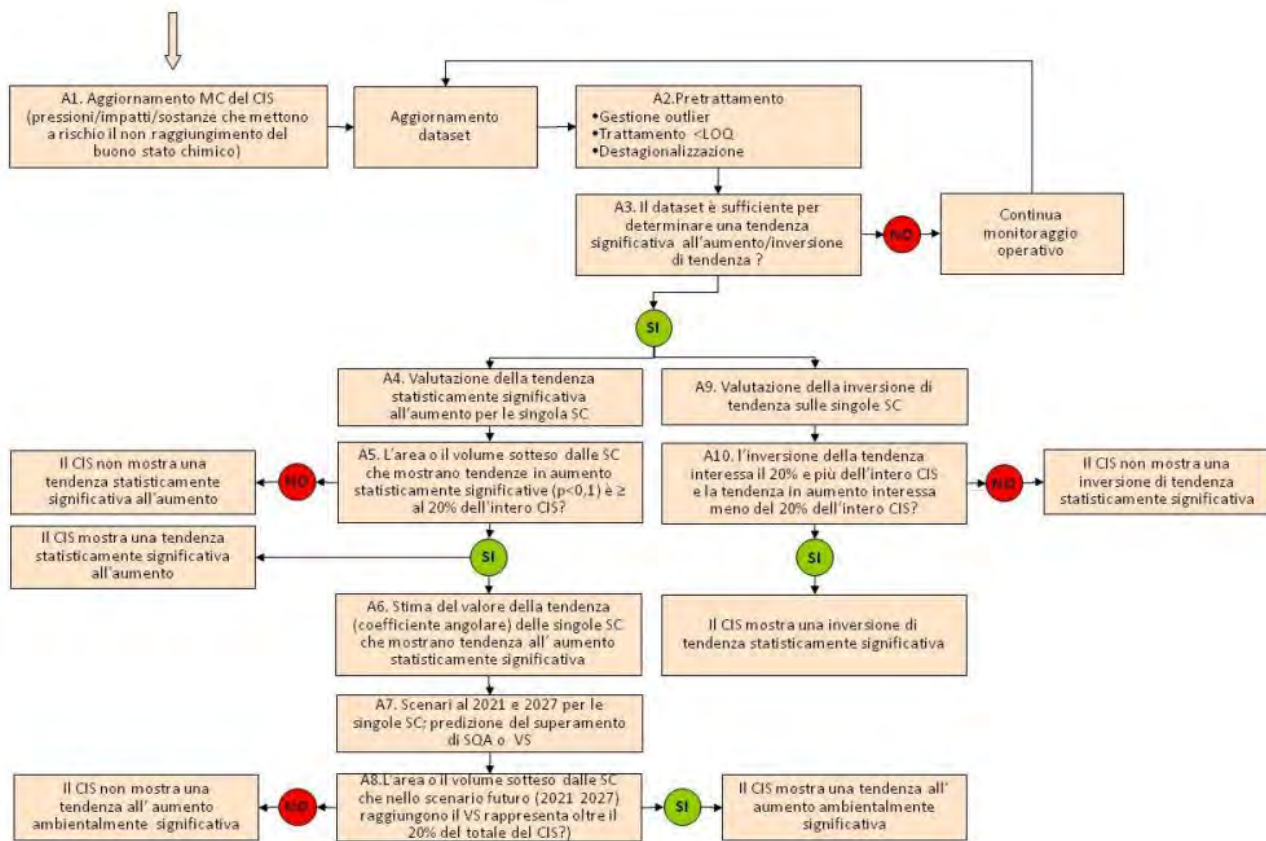 A1. Aggiornamento MC del CIS
(pressioni/impatti/sostanze che mettono
a rischio il non raggiungimento del
buono stato chimico)
Aggiornamento
dataset
A2.Pretrattamento
•Gestione outlier
•Trattamento <LOQ
•Destagionalizzazione
A3. Il dataset è sufficiente per
determinare una tendenza
significativa all'aumento/inversione
di tendenza ?
NO
Continua
monitoraggio
operativo
SI
A4. Valutazione della tendenza
statisticamente significativa
all'aumento per le singola SC
A9. Valutazione della inversione di
tendenza sulle singole SC
Il CIS non mostra una
tendenza statisticamente
significativa all'aumento
NO
A5. L'area o il volume sotteso dalle SC
che mostrano tendenze in aumento
statisticamente significative (p<0,1) è ≥
al 20% dell'intero CIS?
A10. l'inversione della tendenza
interessa il 20% e più dell'intero CIS
e la tendenza in aumento interessa
meno del 20% dell'intero CIS?
NO
Il CIS non mostra una
inversione di tendenza
statisticamente significativa
Il CIS mostra una tendenza
statisticamente significativa
all'aumento
SI
SI
A6. Stima del valore della tendenza
(coefficiente angolare) delle singole SC
che mostrano tendenza all' aumento
statisticamente significativa
Il CIS mostra una inversione di
tendenza statisticamente significativa
A7. Scenari al 2021 e 2027 per le
singole SC; predizione del superamento
di SQA o VS
Il CIS non mostra una
tendenza all' aumento
ambientalmente significativa
NO
A8.L'area o il volume sotteso dalle SC
che nello scenario futuro (2021 2027)
raggiungono il VS rappresenta oltre il
20% del totale del CIS?)
SI
Il CIS mostra una tendenza all'
aumento ambientalmente
significativa